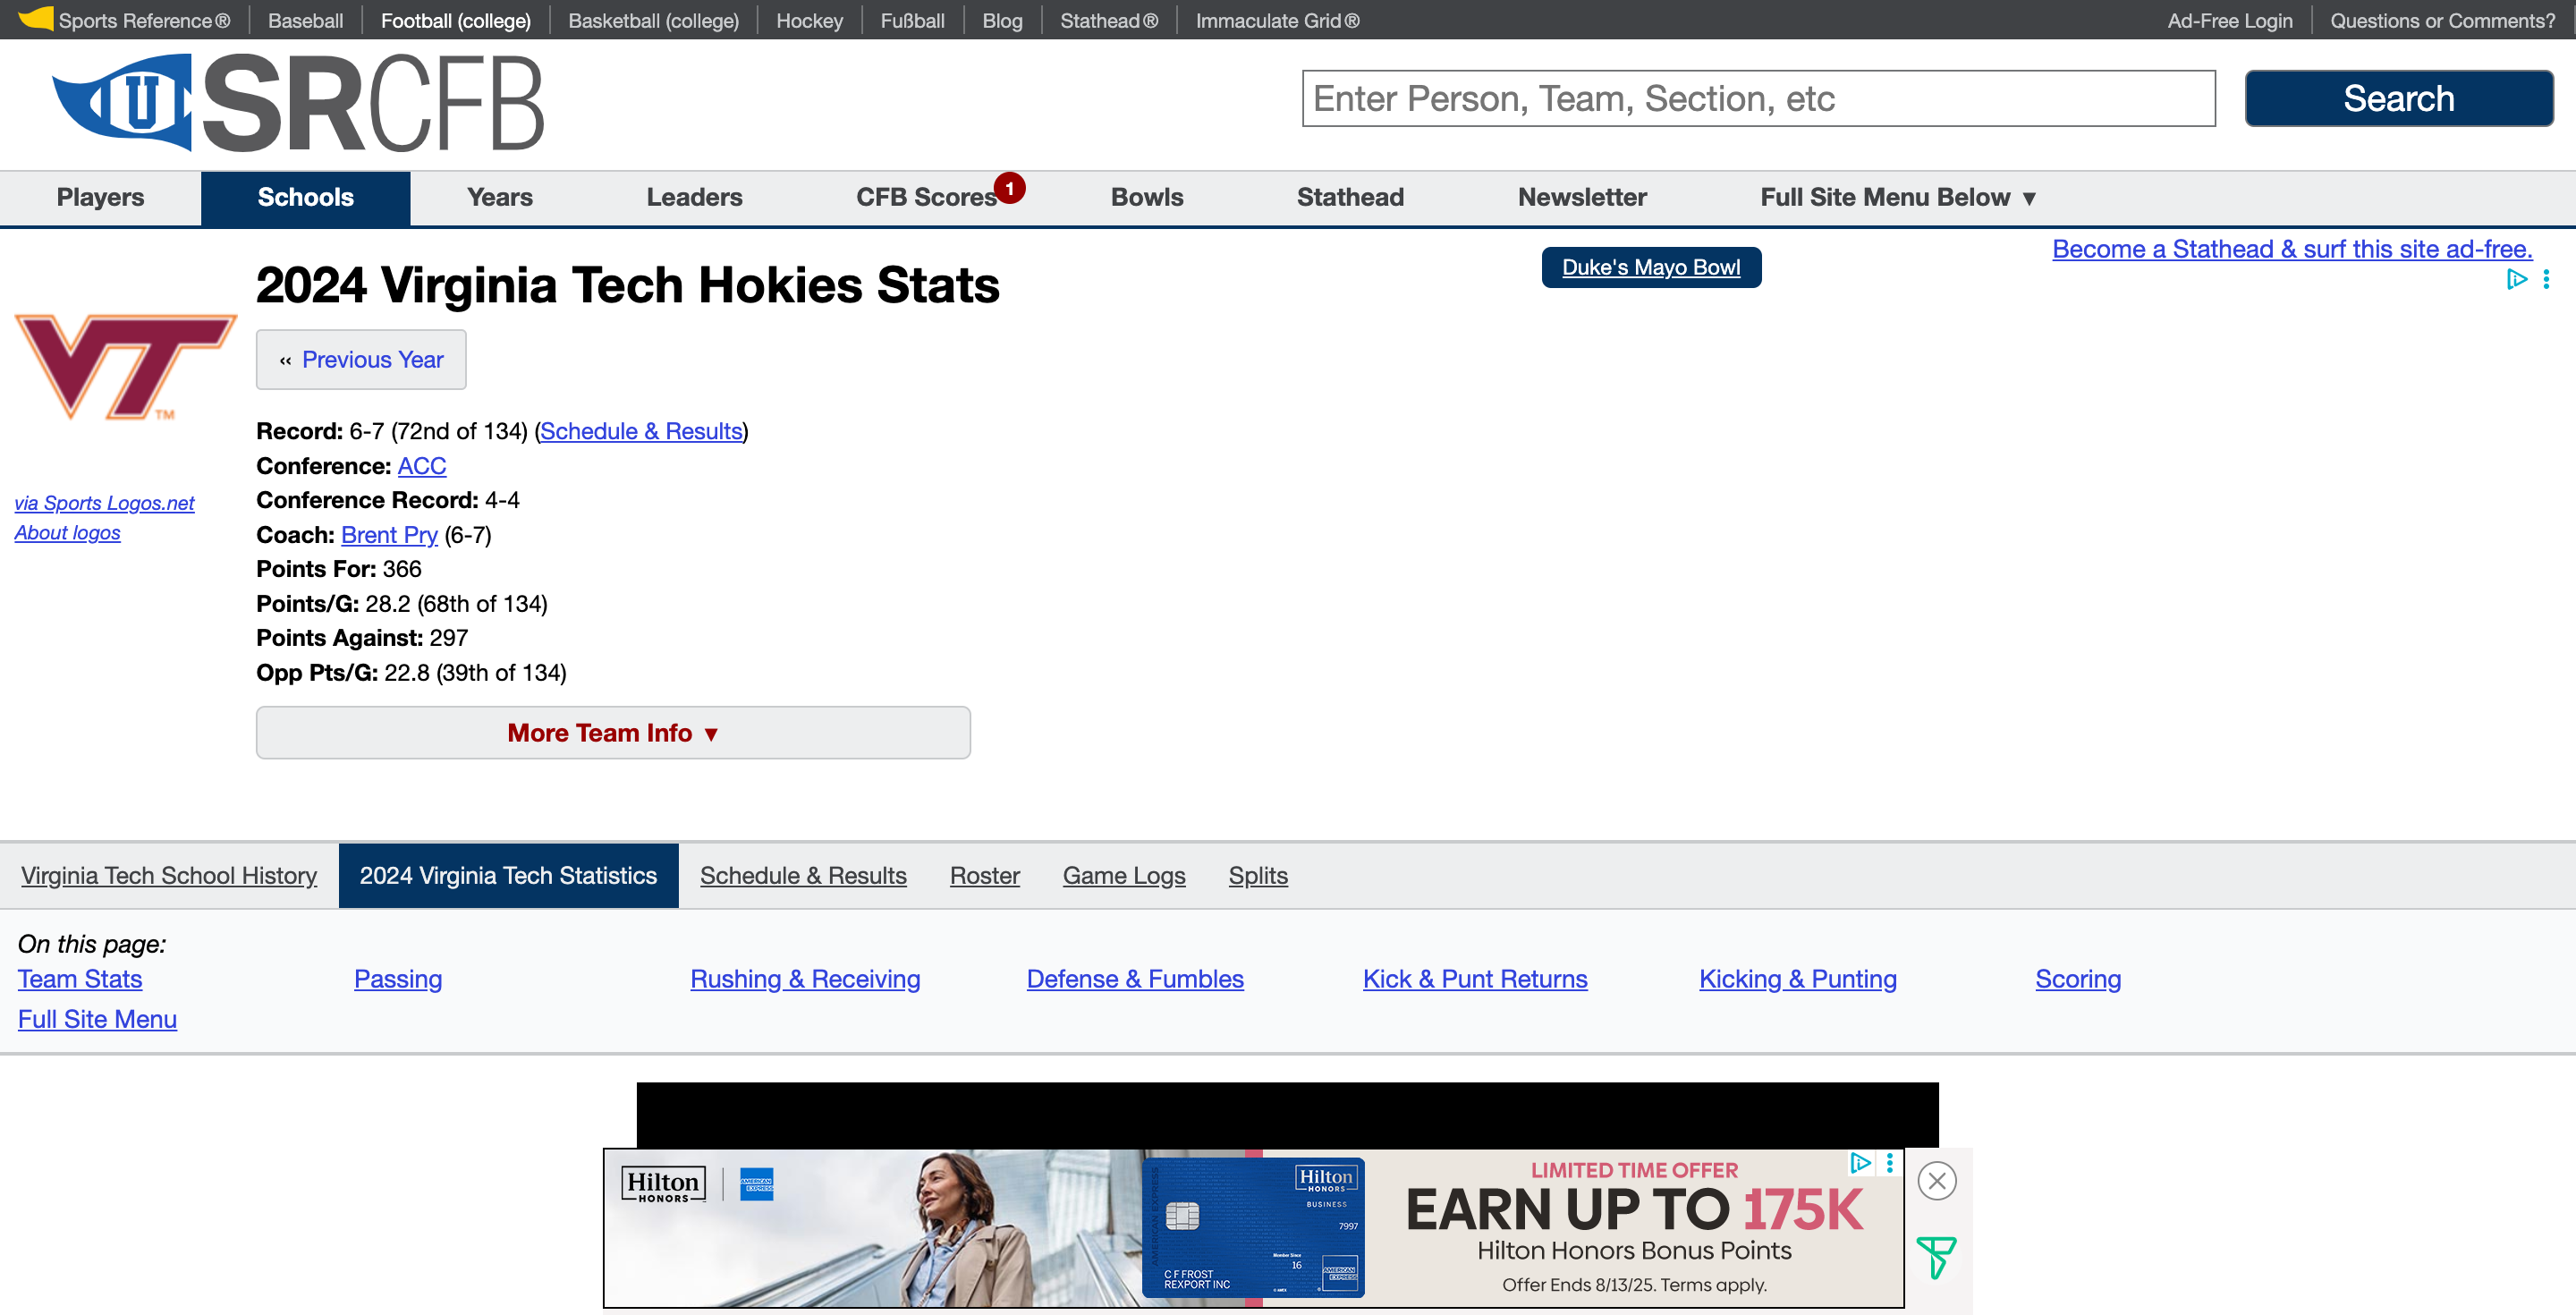 Sports Reference® Baseball Football (college) Basketball (college) Hockey Fußball Blog Stathead® Immaculate Grid® Ad-Free Login Questions or Comments?
U SRCFB
Enter Person, Team, Section, etc
Search
Players Schools Years Leaders CFB Scores 1 Bowls Stathead Newsletter Full Site Menu Below ▼
Become a Stathead & surf this site ad-free.
Duke's Mayo Bowl
2024 Virginia Tech Hokies Stats
VT TM
via Sports Logos.net
About logos
« Previous Year
Record: 6-7 (72nd of 134) (Schedule & Results)
Conference: ACC
Conference Record: 4-4
Coach: Brent Pry (6-7)
Points For: 366
Points/G: 28.2 (68th of 134)
Points Against: 297
Opp Pts/G: 22.8 (39th of 134)
More Team Info ▼
Virginia Tech School History 2024 Virginia Tech Statistics Schedule & Results Roster Game Logs Splits
On this page:
Team Stats Passing Rushing & Receiving Defense & Fumbles Kick & Punt Returns Kicking & Punting Scoring
Full Site Menu
Hilton
HONORS
AMERICAN
EXPRESS
AMERICAN EXPRESS
Hilton
HONORS
BUSINESS
7997
Member Since
16
C F FROST
REXPORT INC
AMERICAN
EXPRESS
LIMITED TIME OFFER
EARN UP TO 175K
Hilton Honors Bonus Points
Offer Ends 8/13/25. Terms apply.